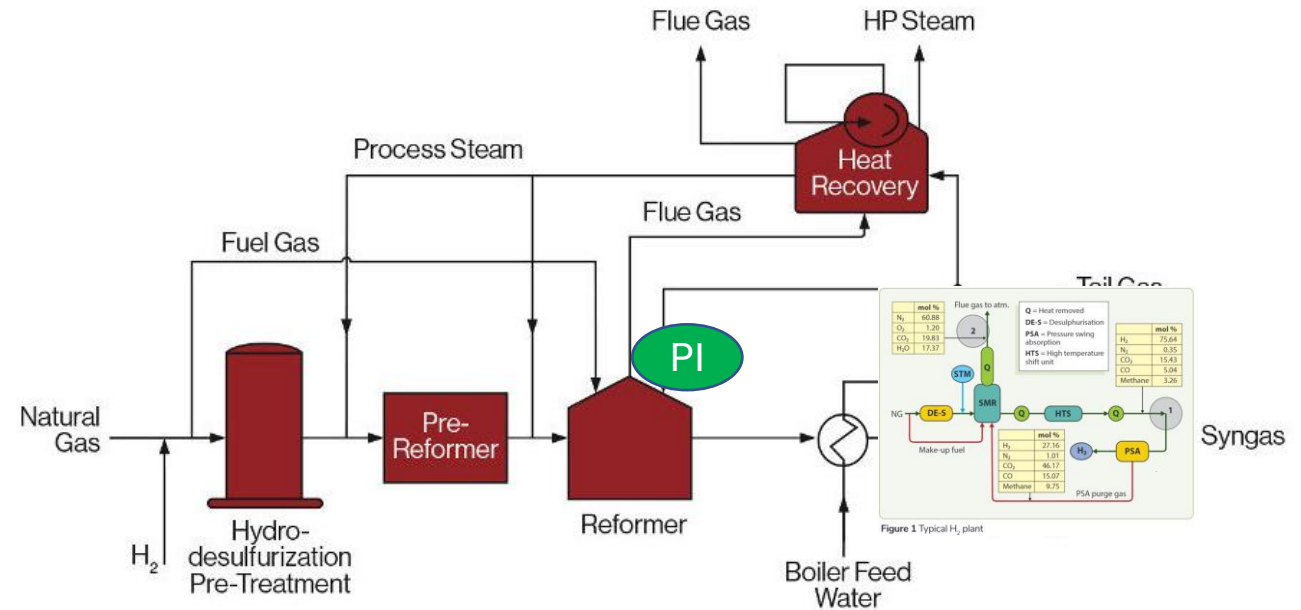 Flue Gas
HP Steam
Process Steam
Heat
Recovery
Flue Gas
Fuel Gas
PI
Natural
Gas
H₂
Hydro-
desulfurization
Pre-Treatment
Pre-
Reformer
Reformer
Boiler Feed
Water
Tail Gas
Syngas
mol %
N₂ 60.88
O₂ 1.20
CO₂ 19.83
H₂O 17.37
Flue gas to atm.
2
Q = Heat removed
DE-S = Desulphurisation
PSA = Pressure swing
absorption
HTS = High temperature
shift unit
mol %
H₂ 75.64
N₂ 0.35
CO₂ 15.43
CO 5.04
Methane 3.26
Q
STM
NG
DE-S
SMR
Q
HTS
Q
1
Make-up fuel
mol %
H₂ 27.16
N₂ 1.01
CO₂ 46.17
CO 15.07
Methane 9.75
H₂
PSA
PSA purge gas
Figure 1 Typical H₂ plant